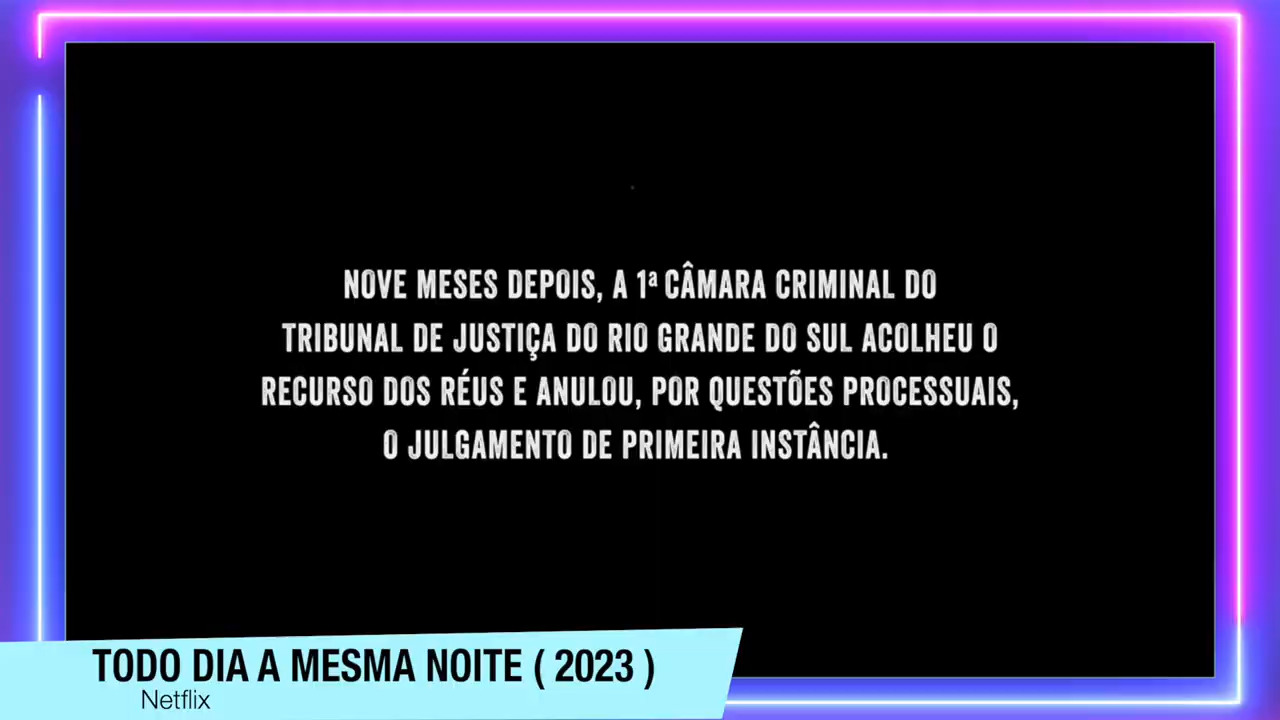 NOVE MESES DEPOIS, A 1ª CÂMARA CRIMINAL DO
TRIBUNAL DE JUSTIÇA DO RIO GRANDE DO SUL ACOLHEU O
RECURSO DOS RÉUS E ANULOU, POR QUESTÕES PROCESSUAIS,
O JULGAMENTO DE PRIMEIRA INSTÂNCIA.
TODO DIA A MESMA NOITE ( 2023 )
Netflix